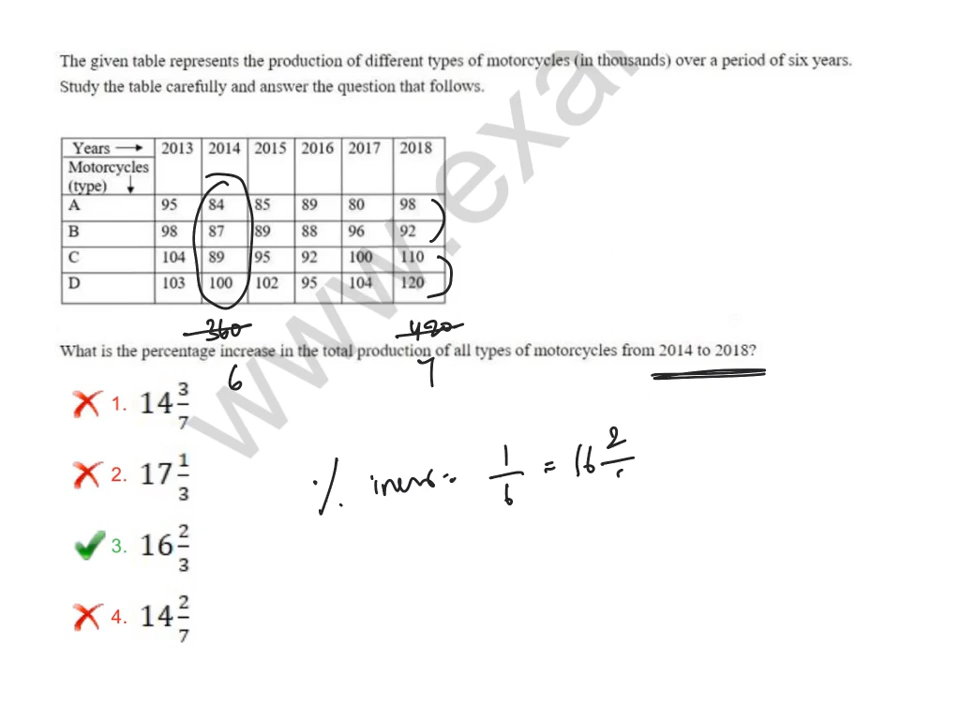 The given table represents the production of different types of motorcycles (in thousands) over a period of six years.
Study the table carefully and answer the question that follows.
Years → 2013 2014 2015 2016 2017 2018
Motorcycles
(type) ↓
A 95 84 85 89 80 98
B 98 87 89 88 96 92
C 104 89 95 92 100 110
D 103 100 102 95 104 120
360 420
What is the percentage increase in the total production of all types of motorcycles from 2014 to 2018?
6 7
1. 14 3/7
2. 17 1/3
% 1/6 = 16 2/
3. 16 2/3
4. 14 2/7
www.exa